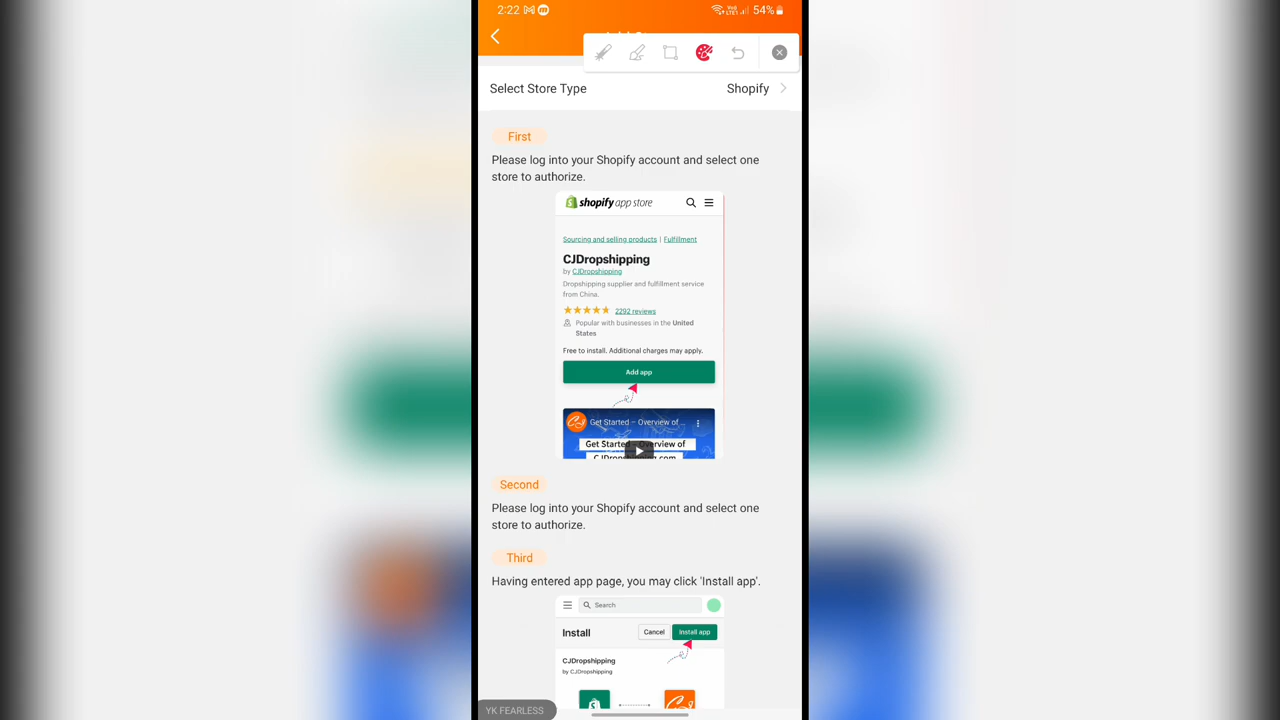 2:22 54%
Select Store Type Shopify
First
Please log into your Shopify account and select one
store to authorize.
shopify app store
Sourcing and selling products | Fulfillment
CJDropshipping
by CJDropshipping
Dropshipping supplier and fulfillment service
from China.
2292 reviews
Popular with businesses in the United
States
Free to install. Additional charges may apply.
Add app
Get Started – Overview of ...
Get Started - Overview of
CJDropshipping.com
Second
Please log into your Shopify account and select one
store to authorize.
Third
Having entered app page, you may click 'Install app'.
Search
Install Cancel Install app
CJDropshipping
by CJDropshipping
YK FEARLESS